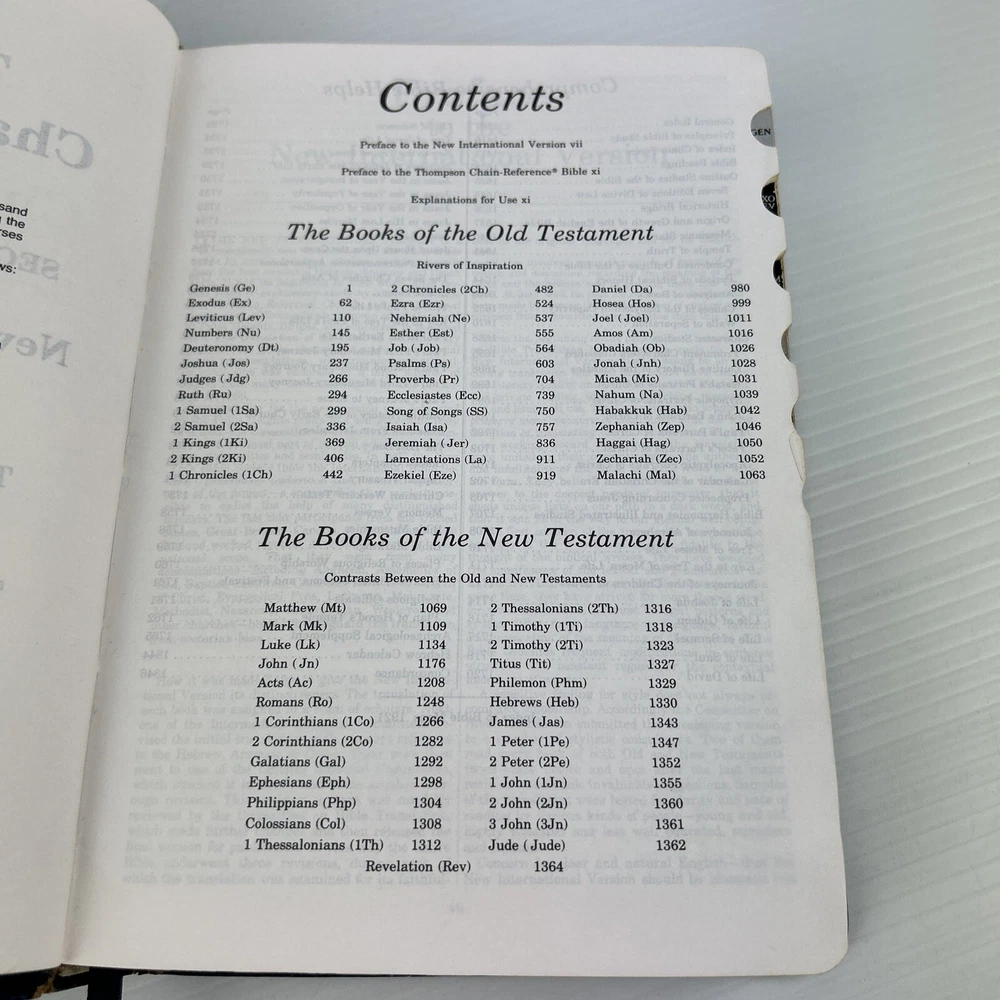 Contents
Preface to the New International Version vii
Preface to the Thompson Chain-Reference® Bible xi
Explanations for Use xi
The Books of the Old Testament
Rivers of Inspiration
Genesis (Ge) 1 2 Chronicles (2Ch) 482 Daniel (Da) 980
Exodus (Ex) 62 Ezra (Ezr) 524 Hosea (Hos) 999
Leviticus (Lev) 110 Nehemiah (Ne) 537 Joel (Joel) 1011
Numbers (Nu) 145 Esther (Est) 555 Amos (Am) 1016
Deuteronomy (Dt) 195 Job (Job) 564 Obadiah (Ob) 1026
Joshua (Jos) 237 Psalms (Ps) 603 Jonah (Jnh) 1028
Judges (Jdg) 266 Proverbs (Pr) 704 Micah (Mic) 1031
Ruth (Ru) 294 Ecclesiastes (Ecc) 739 Nahum (Na) 1039
1 Samuel (1Sa) 299 Song of Songs (SS) 750 Habakkuk (Hab) 1042
2 Samuel (2Sa) 336 Isaiah (Isa) 757 Zephaniah (Zep) 1046
1 Kings (1Ki) 369 Jeremiah (Jer) 836 Haggai (Hag) 1050
2 Kings (2Ki) 406 Lamentations (La) 911 Zechariah (Zec) 1052
1 Chronicles (1Ch) 442 Ezekiel (Eze) 919 Malachi (Mal) 1063
The Books of the New Testament
Contrasts Between the Old and New Testaments
Matthew (Mt) 1069 2 Thessalonians (2Th) 1316
Mark (Mk) 1109 1 Timothy (1Ti) 1318
Luke (Lk) 1134 2 Timothy (2Ti) 1323
John (Jn) 1176 Titus (Tit) 1327
Acts (Ac) 1208 Philemon (Phm) 1329
Romans (Ro) 1248 Hebrews (Heb) 1330
1 Corinthians (1Co) 1266 James (Jas) 1343
2 Corinthians (2Co) 1282 1 Peter (1Pe) 1347
Galatians (Gal) 1292 2 Peter (2Pe) 1352
Ephesians (Eph) 1298 1 John (1Jn) 1355
Philippians (Php) 1304 2 John (2Jn) 1360
Colossians (Col) 1308 3 John (3Jn) 1361
1 Thessalonians (1Th) 1312 Jude (Jude) 1362
Revelation (Rev) 1364
GEN